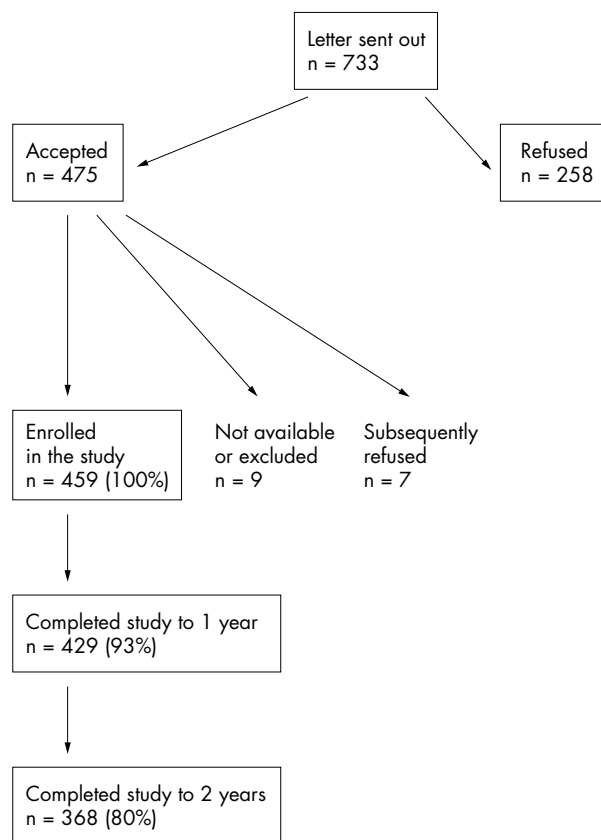 Letter sent out
n = 733
Accepted
n = 475
Refused
n = 258
Enrolled
in the study
n = 459 (100%)
Not available
or excluded
n = 9
Subsequently
refused
n = 7
Completed study to 1 year
n = 429 (93%)
Completed study to 2 years
n = 368 (80%)